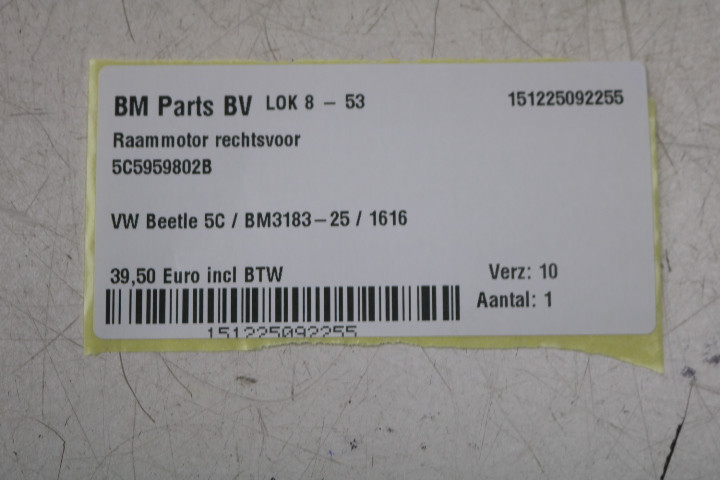 BM Parts BV LOK 8 - 53 151225092255
Raammotor rechtsvoor
5C5959802B
VW Beetle 5C / BM3183-25 / 1616
39,50 Euro incl BTW Verz: 10
Aantal: 1
151225092255